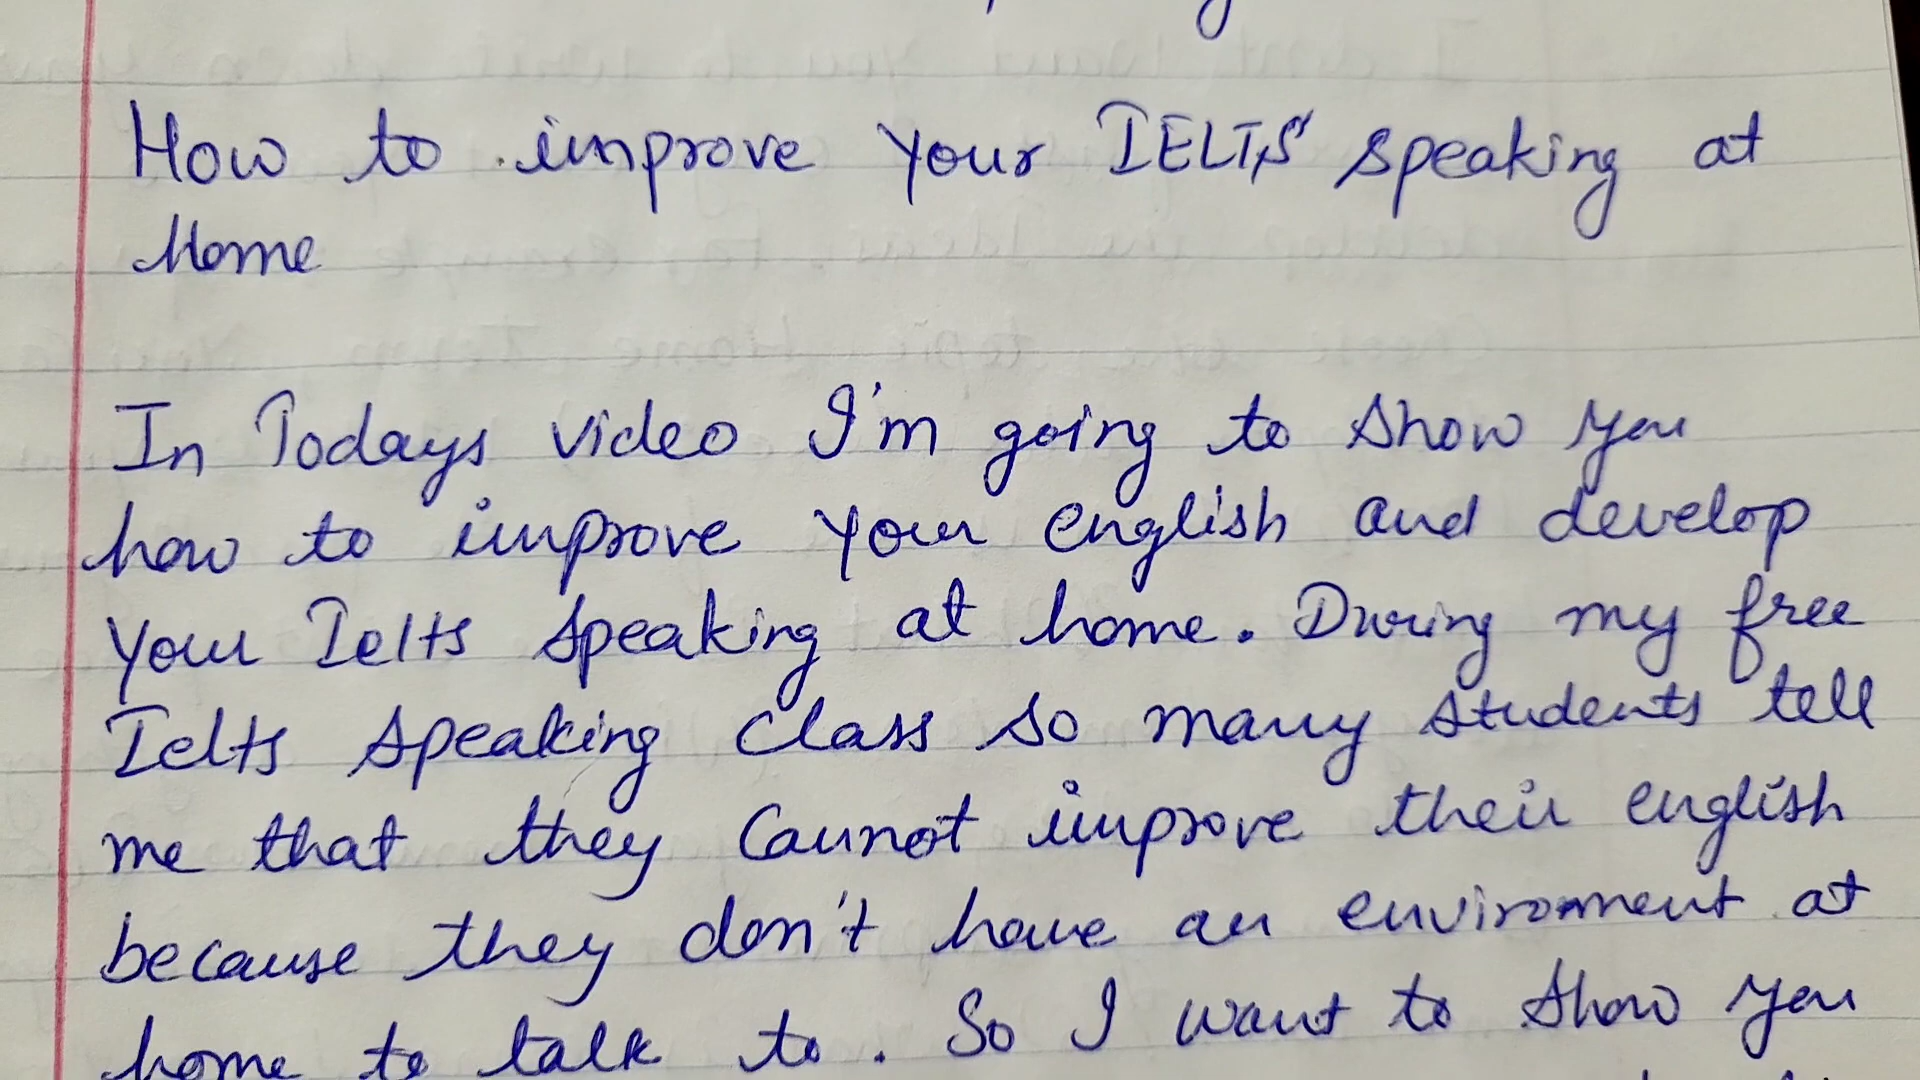 How to improve your IELTS speaking at
Home
In Todays video I'm going to show you
how to improve your english and develop
your Ielts speaking at home. During my free
Ielts speaking class so many students tell
me that they Cannot improve their english
because they don't have an environment at
home to talk to. So I want to show you